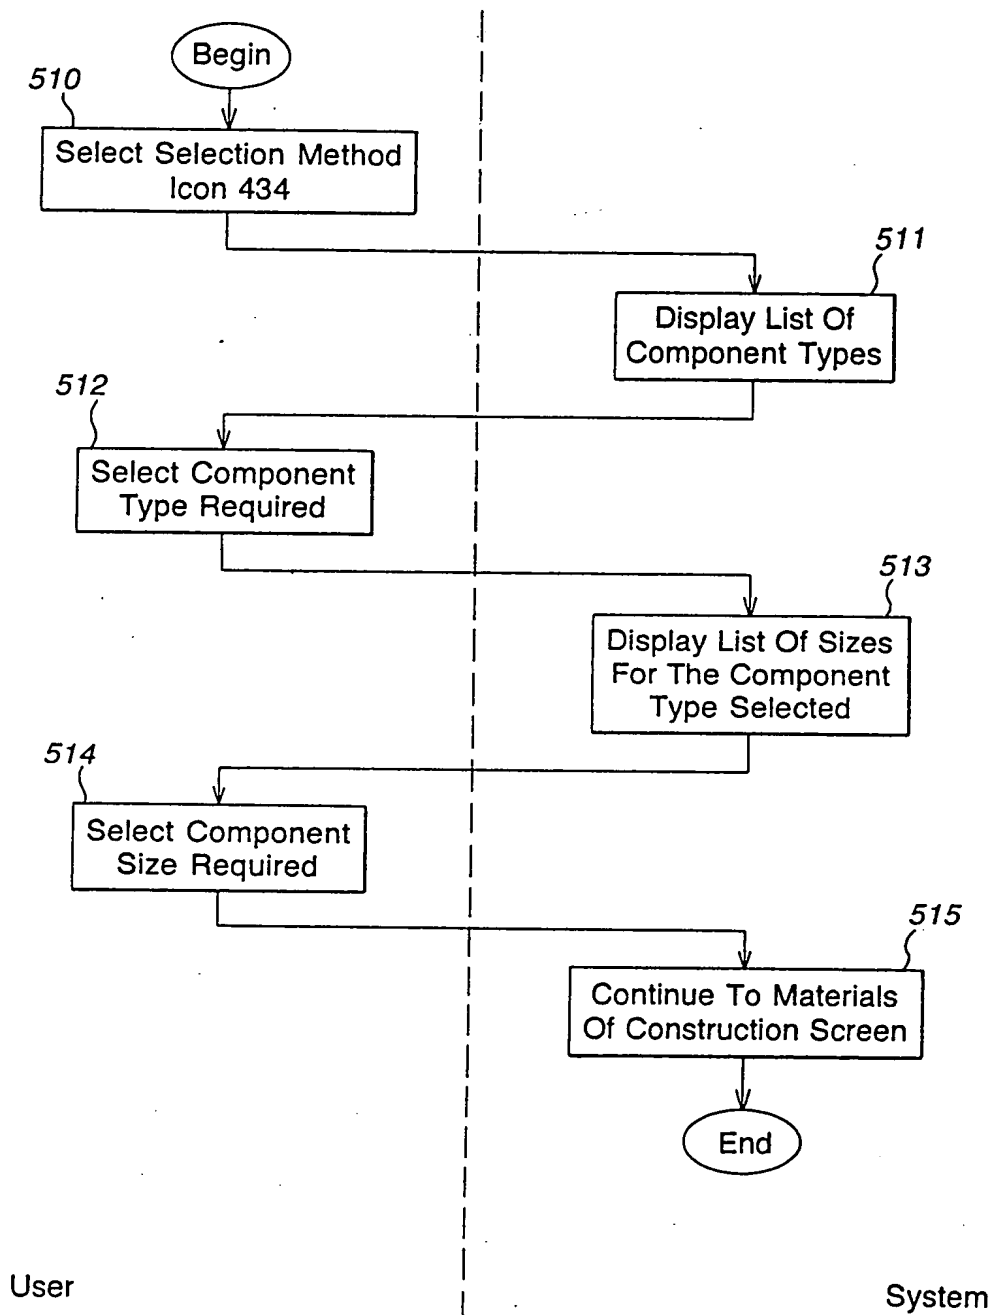 Begin
510
Select Selection Method
Icon 434
511
Display List Of
Component Types
512
Select Component
Type Required
513
Display List Of Sizes
For The Component
Type Selected
514
Select Component
Size Required
515
Continue To Materials
Of Construction Screen
End
User
System